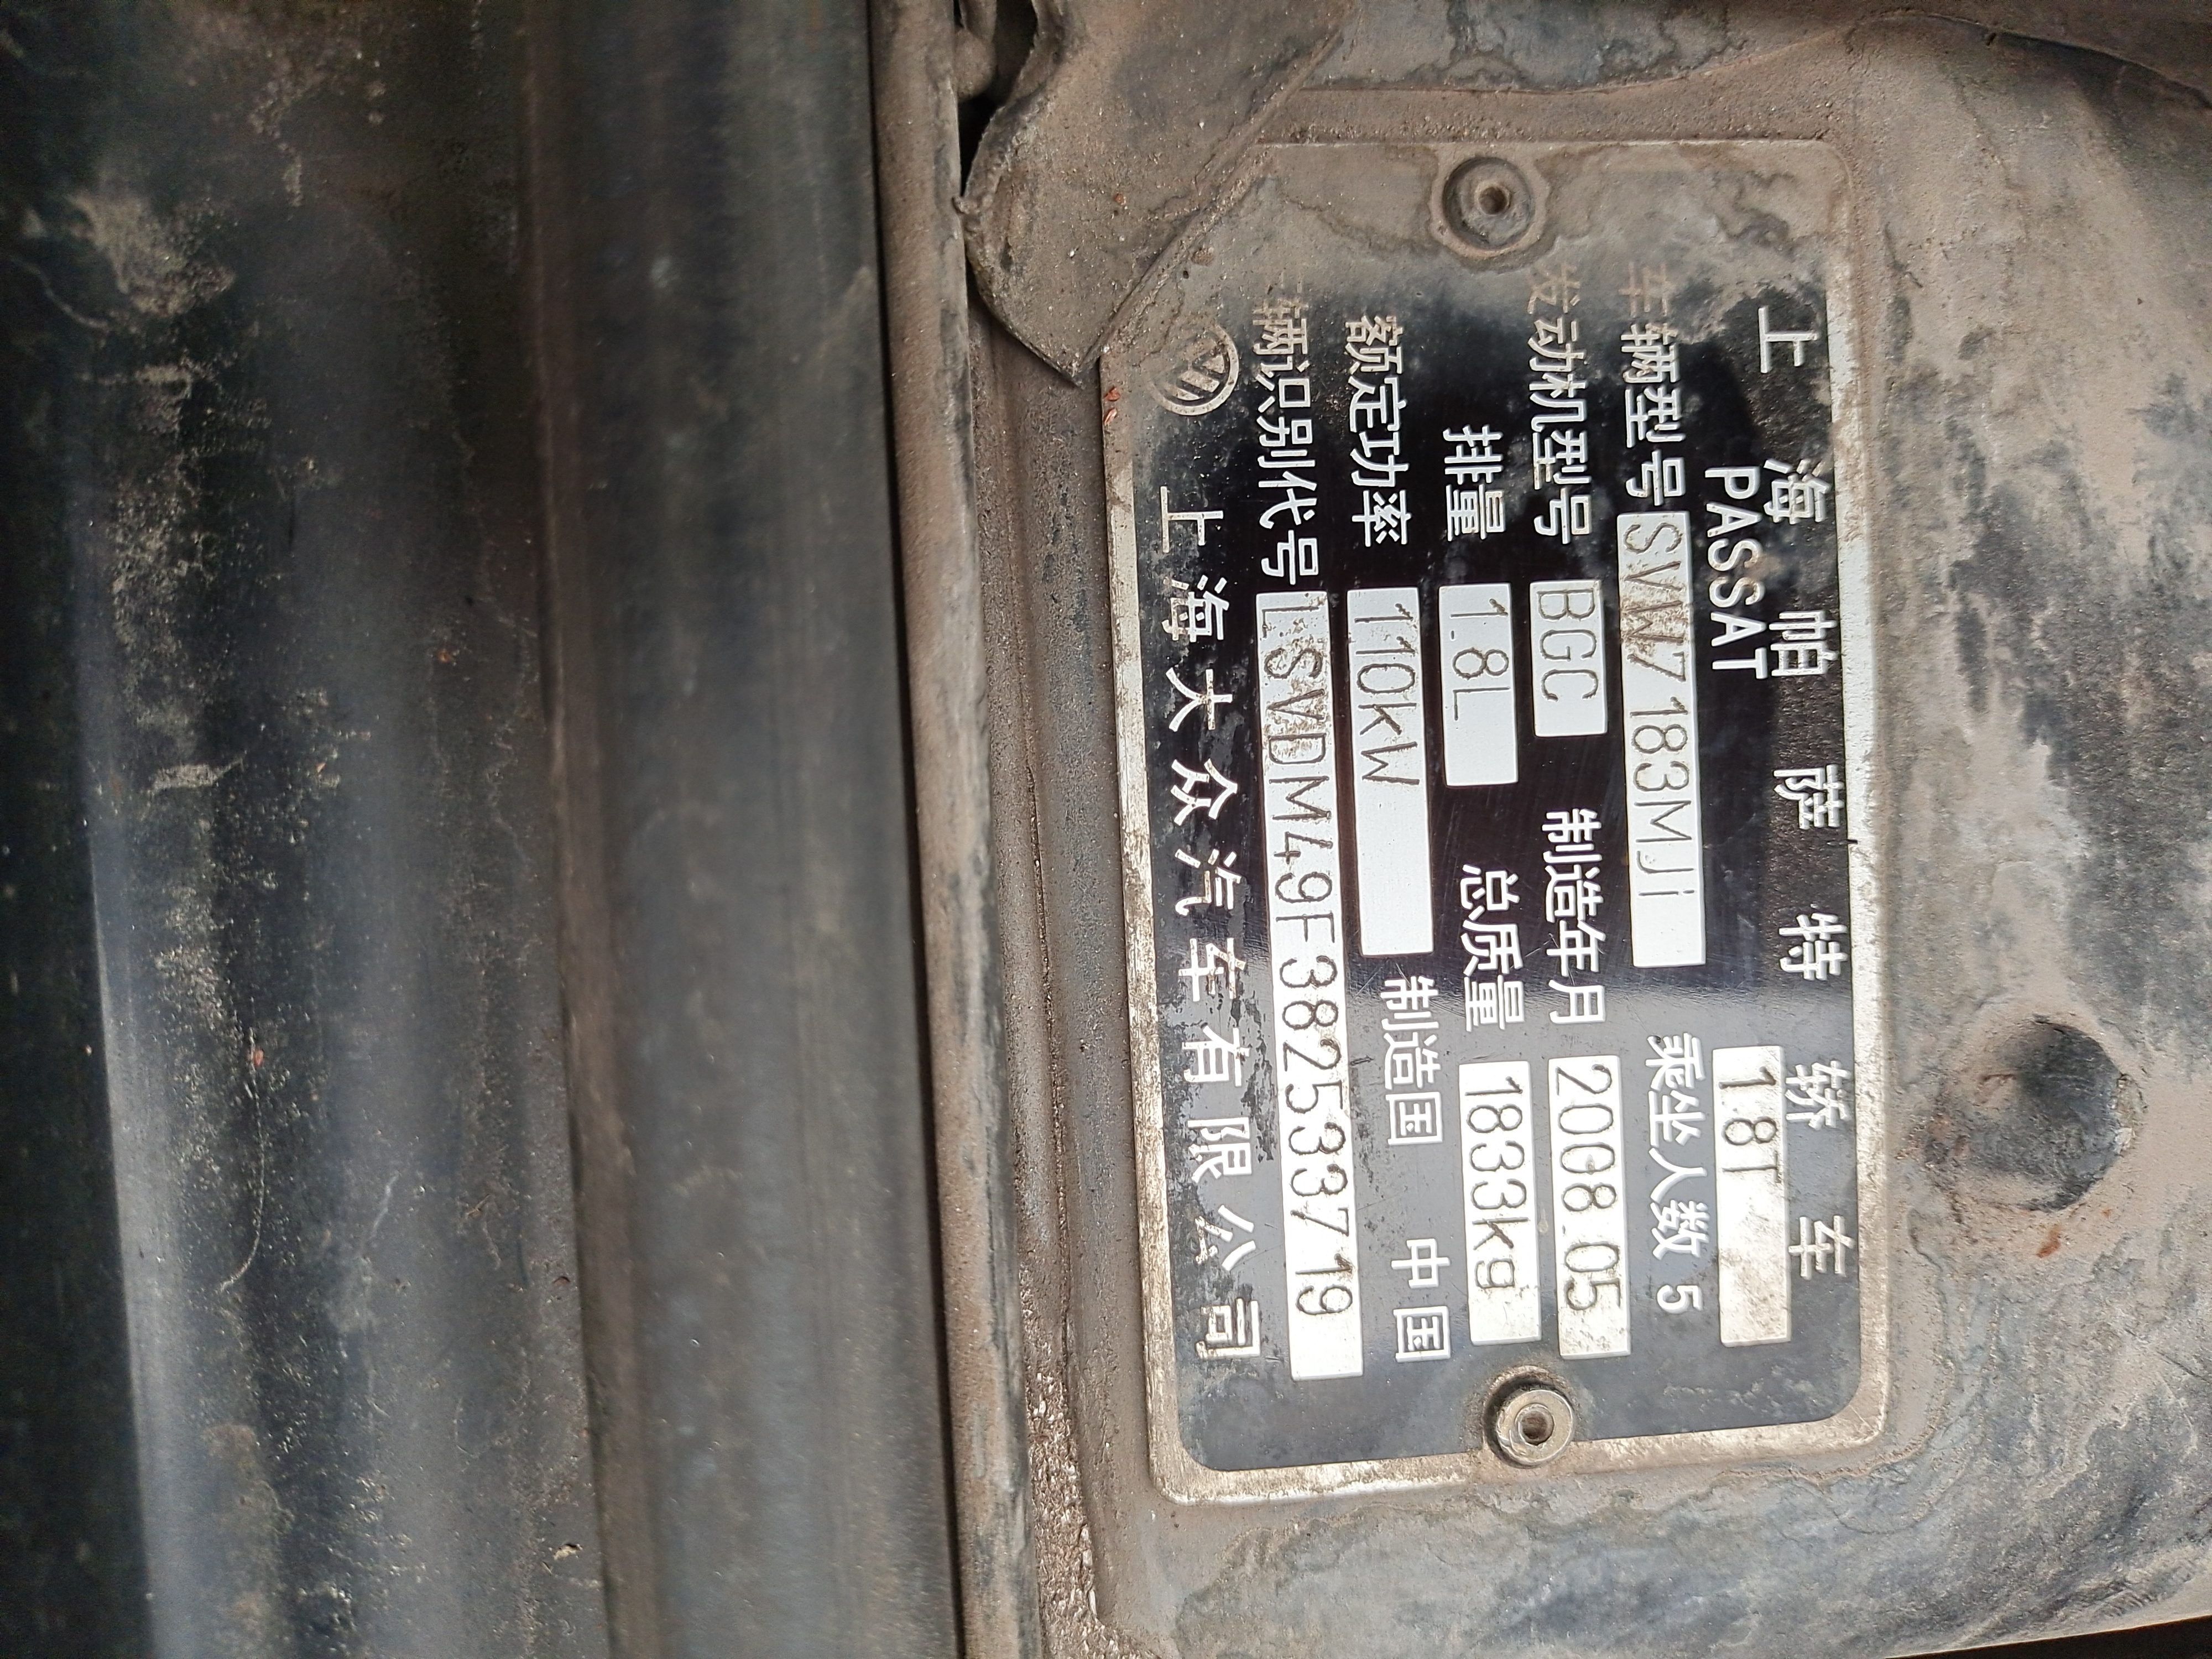 上海帕萨特轿车
PASSAT 1.8T
车辆型号 SVW7183MJi 乘坐人数 5
发动机型号 BGC 制造年月 2008.05
排量 1.8L 总质量 1833kg
额定功率 110kW 制造国 中国
辆识别代号 LSVDM49F382533719
上海大众汽车有限公司